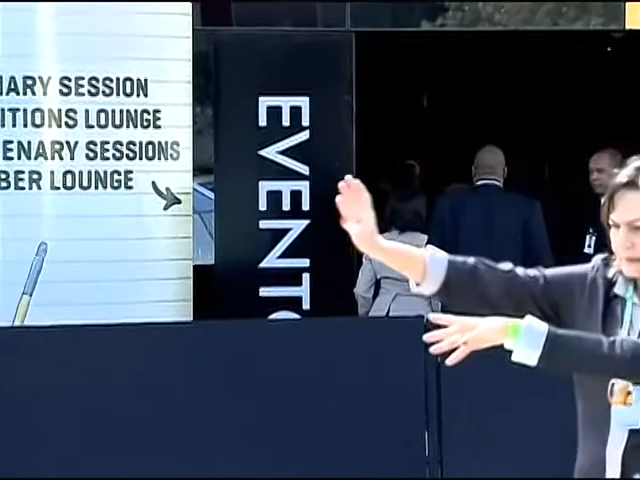 NARY SESSION
ITIONS LOUNGE
ENARY SESSIONS
BER LOUNGE
EVENT